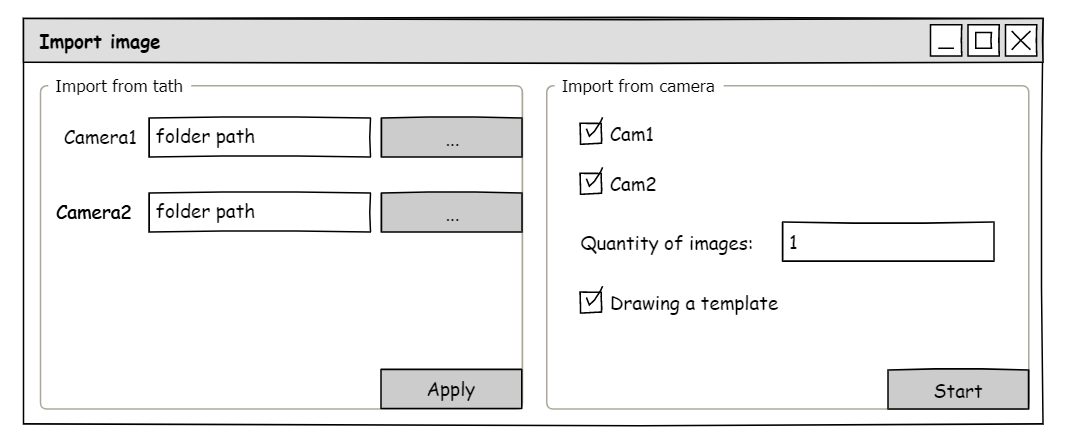 Import image
Import from tath
Camera1 folder path ...
Camera2 folder path ...
Apply
Import from camera
Cam1
Cam2
Quantity of images: 1
Drawing a template
Start